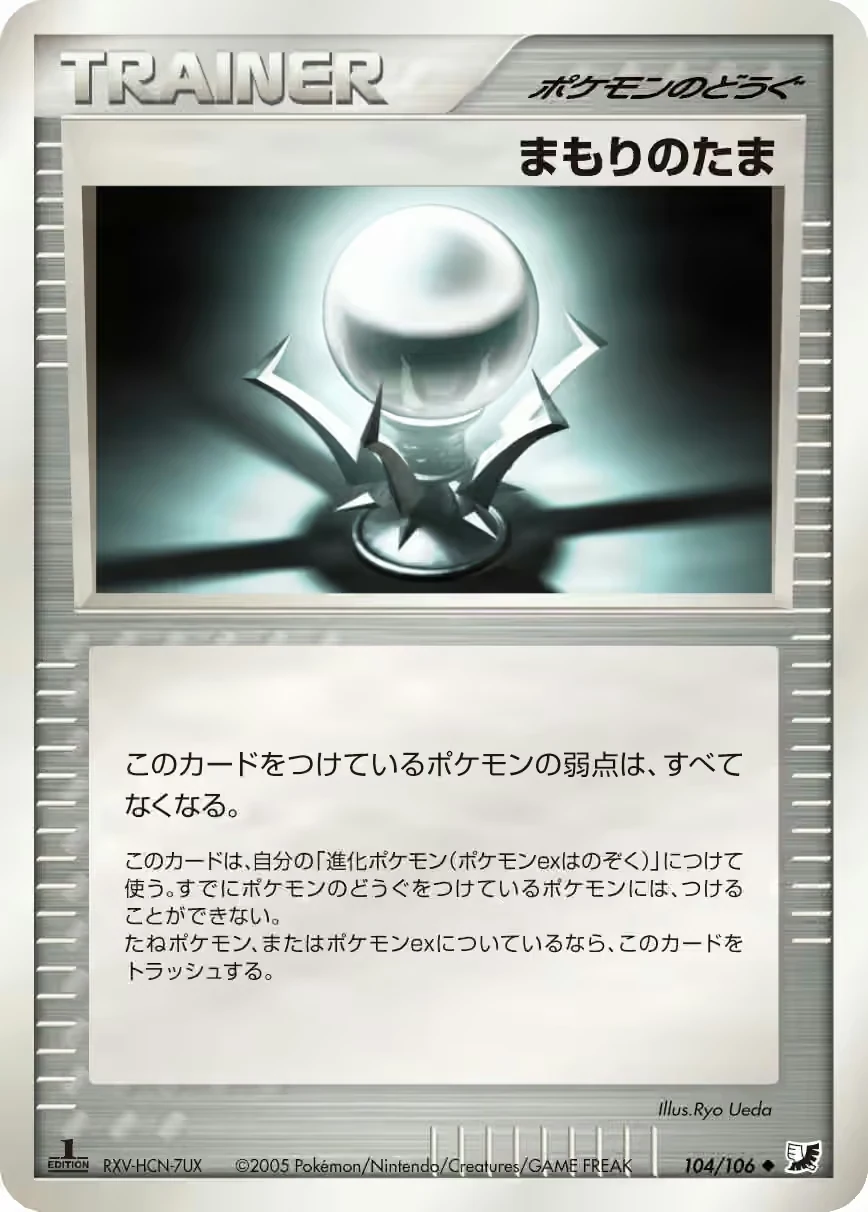 TRAINER
ポケモンのどうぐ
まもりのたま
このカードをつけているポケモンの弱点は、すべて
なくなる。
このカードは、自分の「進化ポケモン(ポケモンexはのぞく)」につけて
使う。すでにポケモンのどうぐをつけているポケモンには、つける
ことができない。
たねポケモン、またはポケモンexについているなら、このカードを
トラッシュする。
Illus.Ryo Ueda
1 EDITION RXV-HCN-7UX ©2005 Pokémon/Nintendo/Creatures/GAME FREAK 104/106 ◆